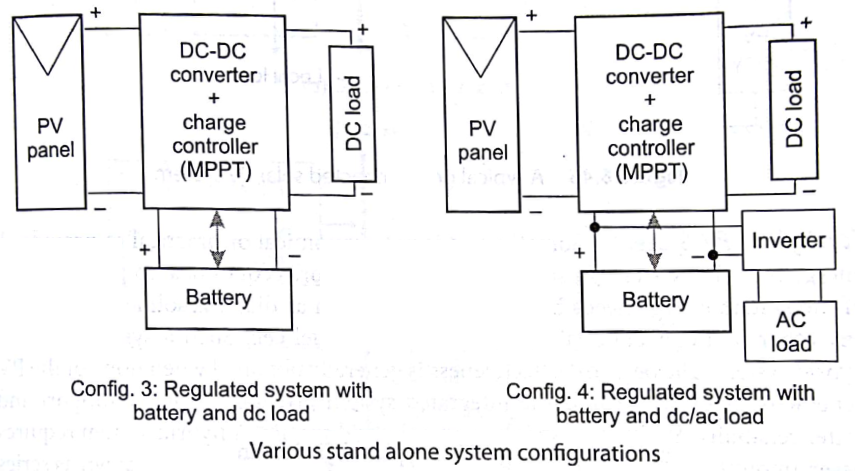 +
PV
panel
−
DC-DC
converter
+
charge
controller
(MPPT)
+
DC load
−
+
−
Battery
Config. 3: Regulated system with
battery and dc load
+
PV
panel
−
DC-DC
converter
+
charge
controller
(MPPT)
+
DC load
−
+
−
Battery
Inverter
AC
load
Config. 4: Regulated system with
battery and dc/ac load
Various stand alone system configurations